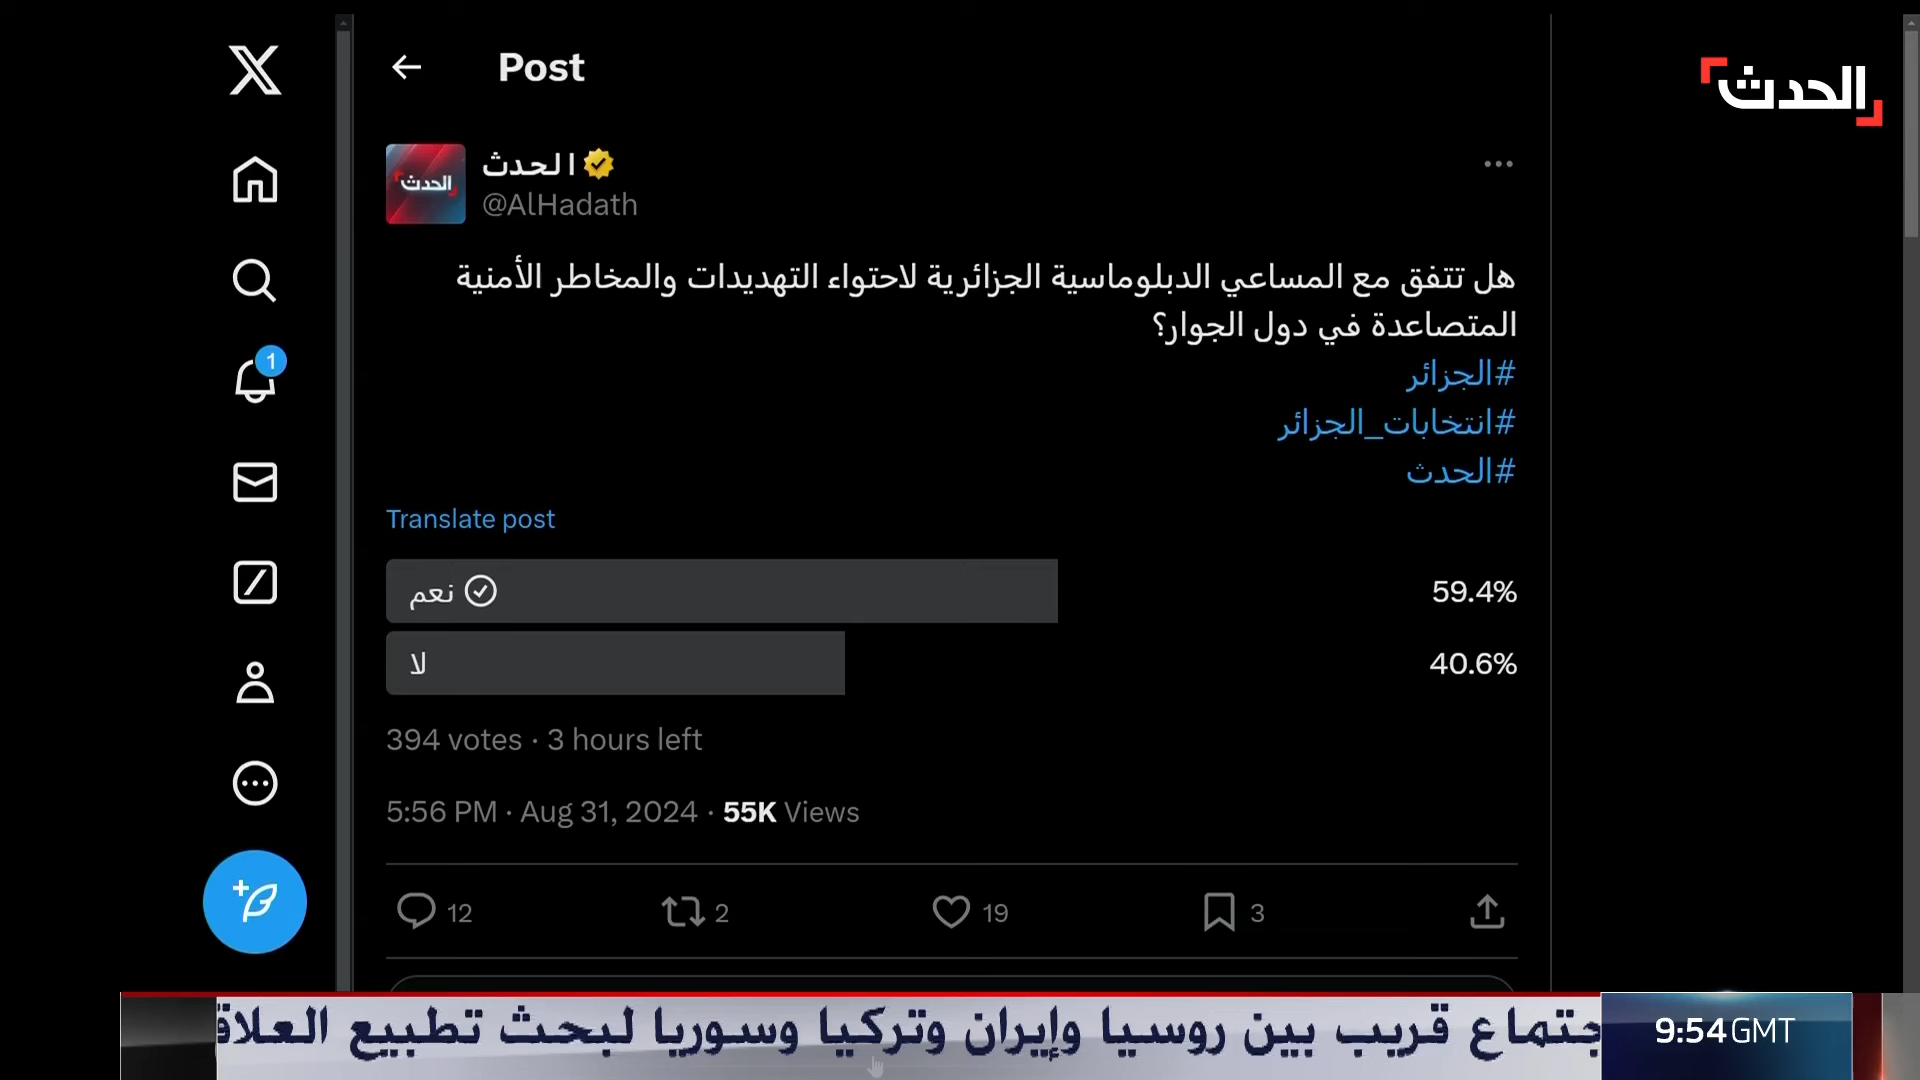 Post
الحدث
الحدث
الحدث
@AlHadath
هل تتفق مع المساعي الدبلوماسية الجزائرية لاحتواء التهديدات والمخاطر الأمنية
المتصاعدة في دول الجوار؟
#الجزائر
#انتخابات_الجزائر
#الحدث
1
Translate post
نعم 59.4%
لا 40.6%
394 votes · 3 hours left
5:56 PM · Aug 31, 2024 · 55K Views
12 2 19 3
قريب بين روسيا وإيران وتركيا وسوريا لبحث تطبيع
9:54 GMT